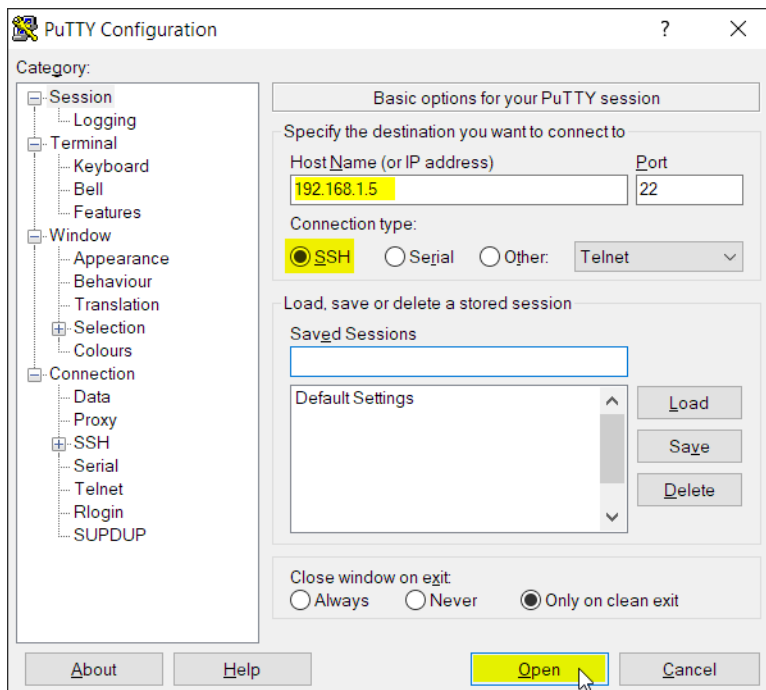 PuTTY Configuration
? 
Category:
Session
Logging
Terminal
Keyboard
Bell
Features
Window
Appearance
Behaviour
Translation
Selection
Colours
Connection
Data
Proxy
SSH
Serial
Telnet
Rlogin
SUPDUP
Basic options for your PuTTY session
Specify the destination you want to connect to
Host Name (or IP address) Port
192.168.1.5 22
Connection type:
SSH Serial Other: Telnet
Load, save or delete a stored session
Saved Sessions
Default Settings
Load
Save
Delete
Close window on exit:
Always Never Only on clean exit
About Help Open Cancel